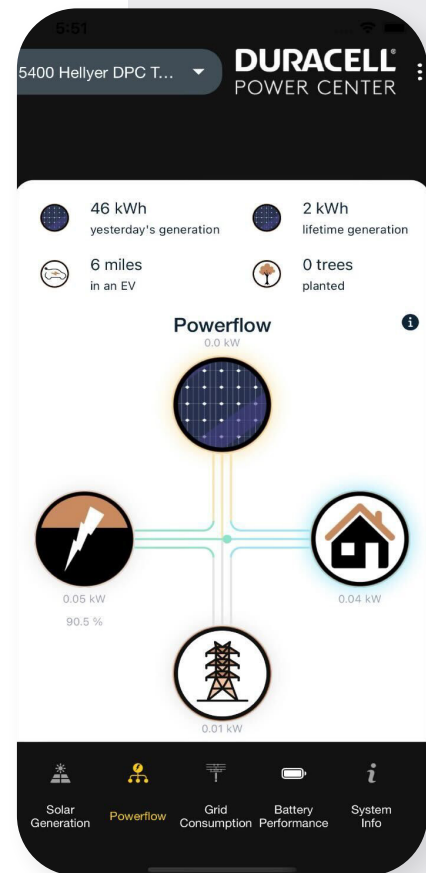 5:51
5400 Hellyer DPC T...
DURACELL®
POWER CENTER
46 kWh
yesterday's generation
2 kWh
lifetime generation
6 miles
in an EV
0 trees
planted
Powerflow
0.0 kW
0.05 kW
90.5 %
0.04 kW
0.01 kW
Solar
Generation
Powerflow
Grid
Consumption
Battery
Performance
System
Info